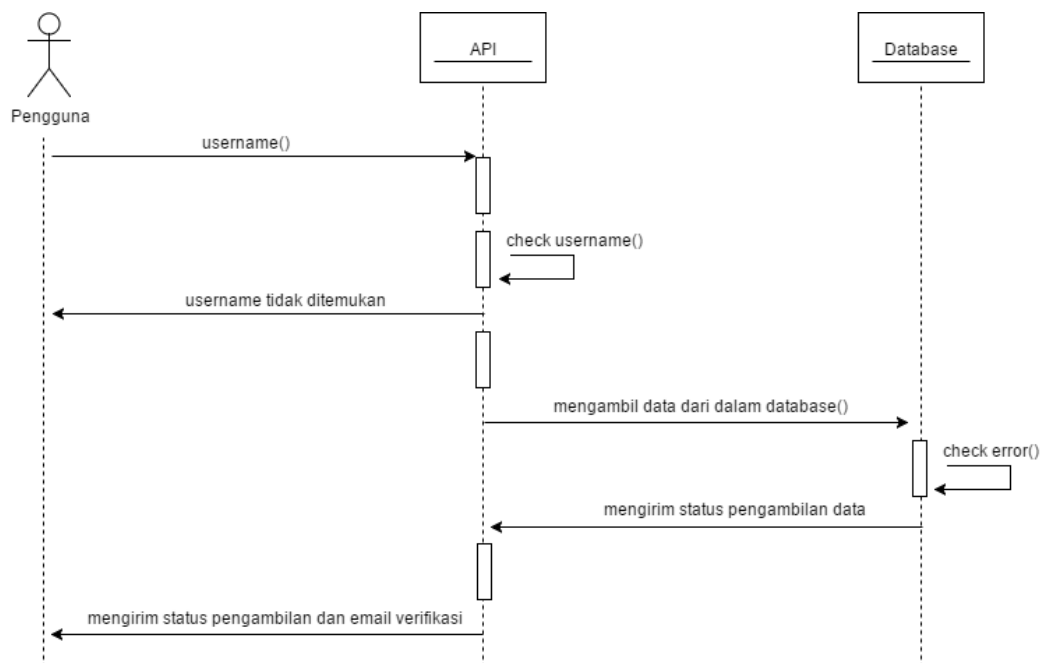 API
Database
Pengguna
username()
check username()
username tidak ditemukan
mengambil data dari dalam database()
check error()
mengirim status pengambilan data
mengirim status pengambilan dan email verifikasi